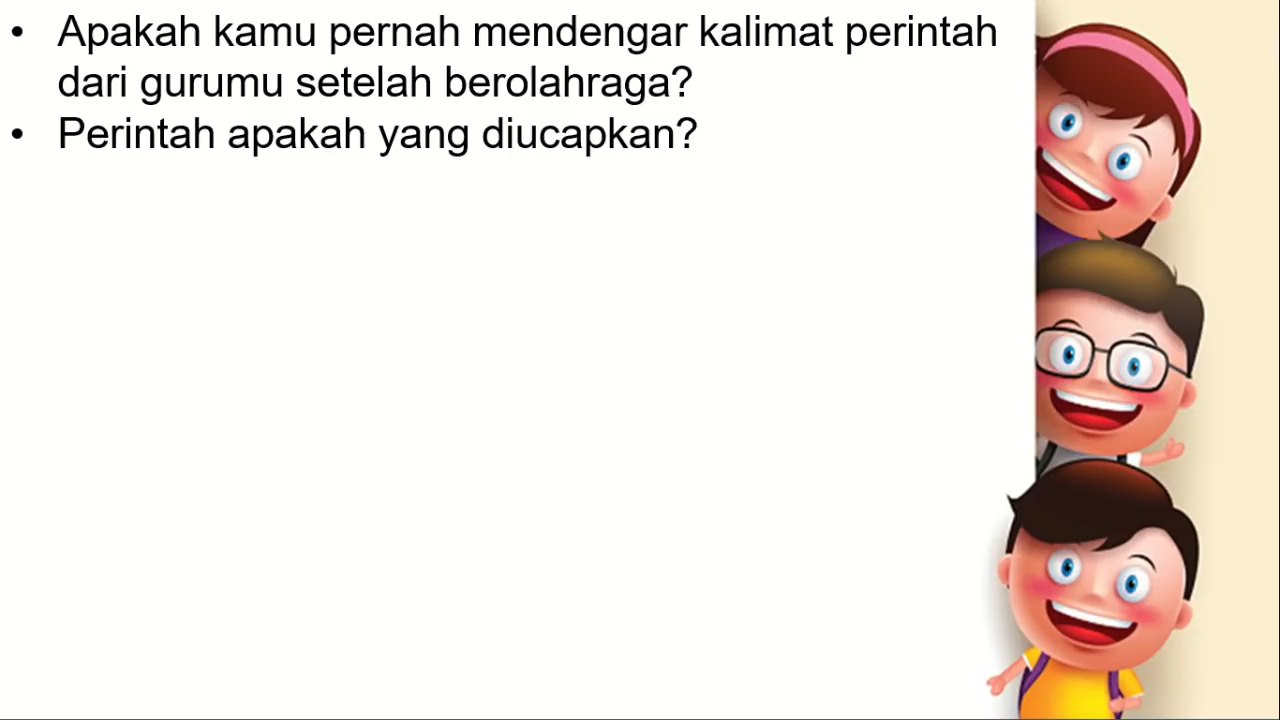 • Apakah kamu pernah mendengar kalimat perintah
dari gurumu setelah berolahraga?
• Perintah apakah yang diucapkan?